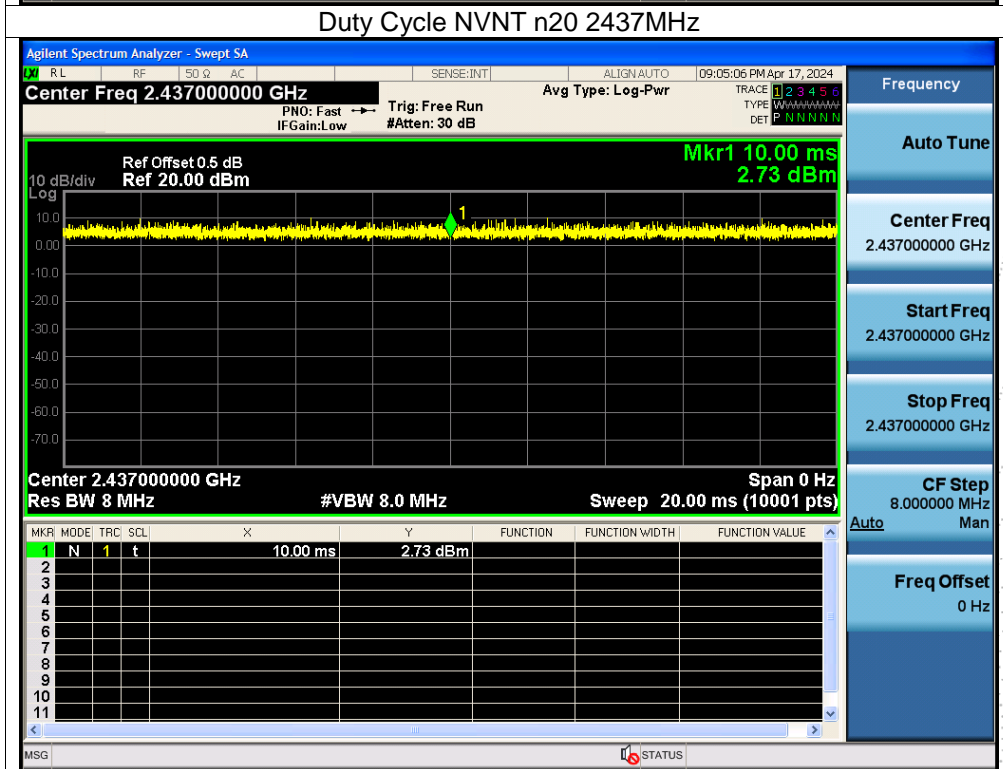 Duty Cycle NVNT n20 2437MHz
Agilent Spectrum Analyzer - Swept SA
LXI RL RF 50 Ω AC SENSE:INT ALIGN AUTO 09:05:06 PM Apr 17, 2024
Center Freq 2.437000000 GHz Avg Type: Log-Pwr TRACE 1 2 3 4 5 6
PNO: Fast Trig: Free Run TYPE WWWWWW
IFGain:Low #Atten: 30 dB DET P N N N N N
Mkr1 10.00 ms
Ref Offset 0.5 dB
10 dB/div Ref 20.00 dBm 2.73 dBm
Log
10.0
1
0.00
-10.0
-20.0
-30.0
-40.0
-50.0
-60.0
-70.0
Center 2.437000000 GHz Span 0 Hz
Res BW 8 MHz #VBW 8.0 MHz Sweep 20.00 ms (10001 pts)
MKR MODE TRC SCL X Y FUNCTION FUNCTION WIDTH FUNCTION VALUE
1 N 1 t 10.00 ms 2.73 dBm
2
3
4
5
6
7
8
9
10
11
MSG STATUS
Frequency
Auto Tune
Center Freq
2.437000000 GHz
Start Freq
2.437000000 GHz
Stop Freq
2.437000000 GHz
CF Step
8.000000 MHz
Auto Man
Freq Offset
0 Hz